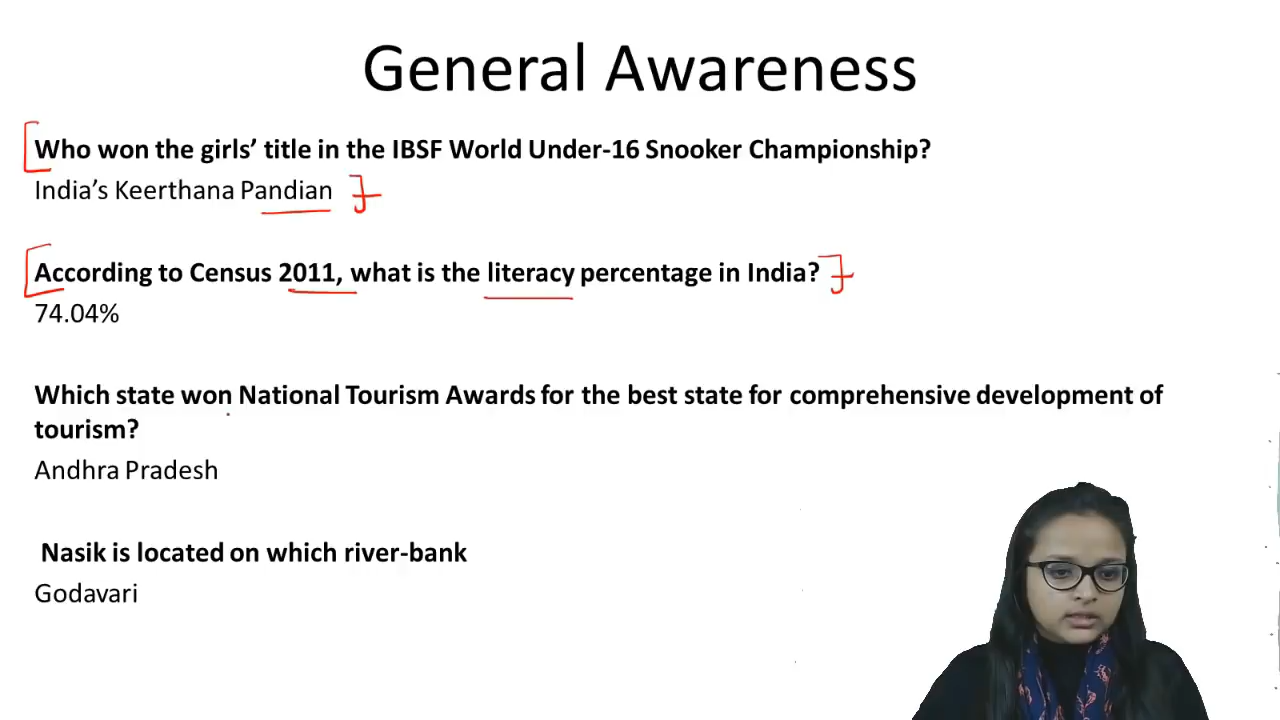 General Awareness
Who won the girls’ title in the IBSF World Under-16 Snooker Championship?
India’s Keerthana Pandian
According to Census 2011, what is the literacy percentage in India?
74.04%
Which state won National Tourism Awards for the best state for comprehensive development of
tourism?
Andhra Pradesh
Nasik is located on which river-bank
Godavari